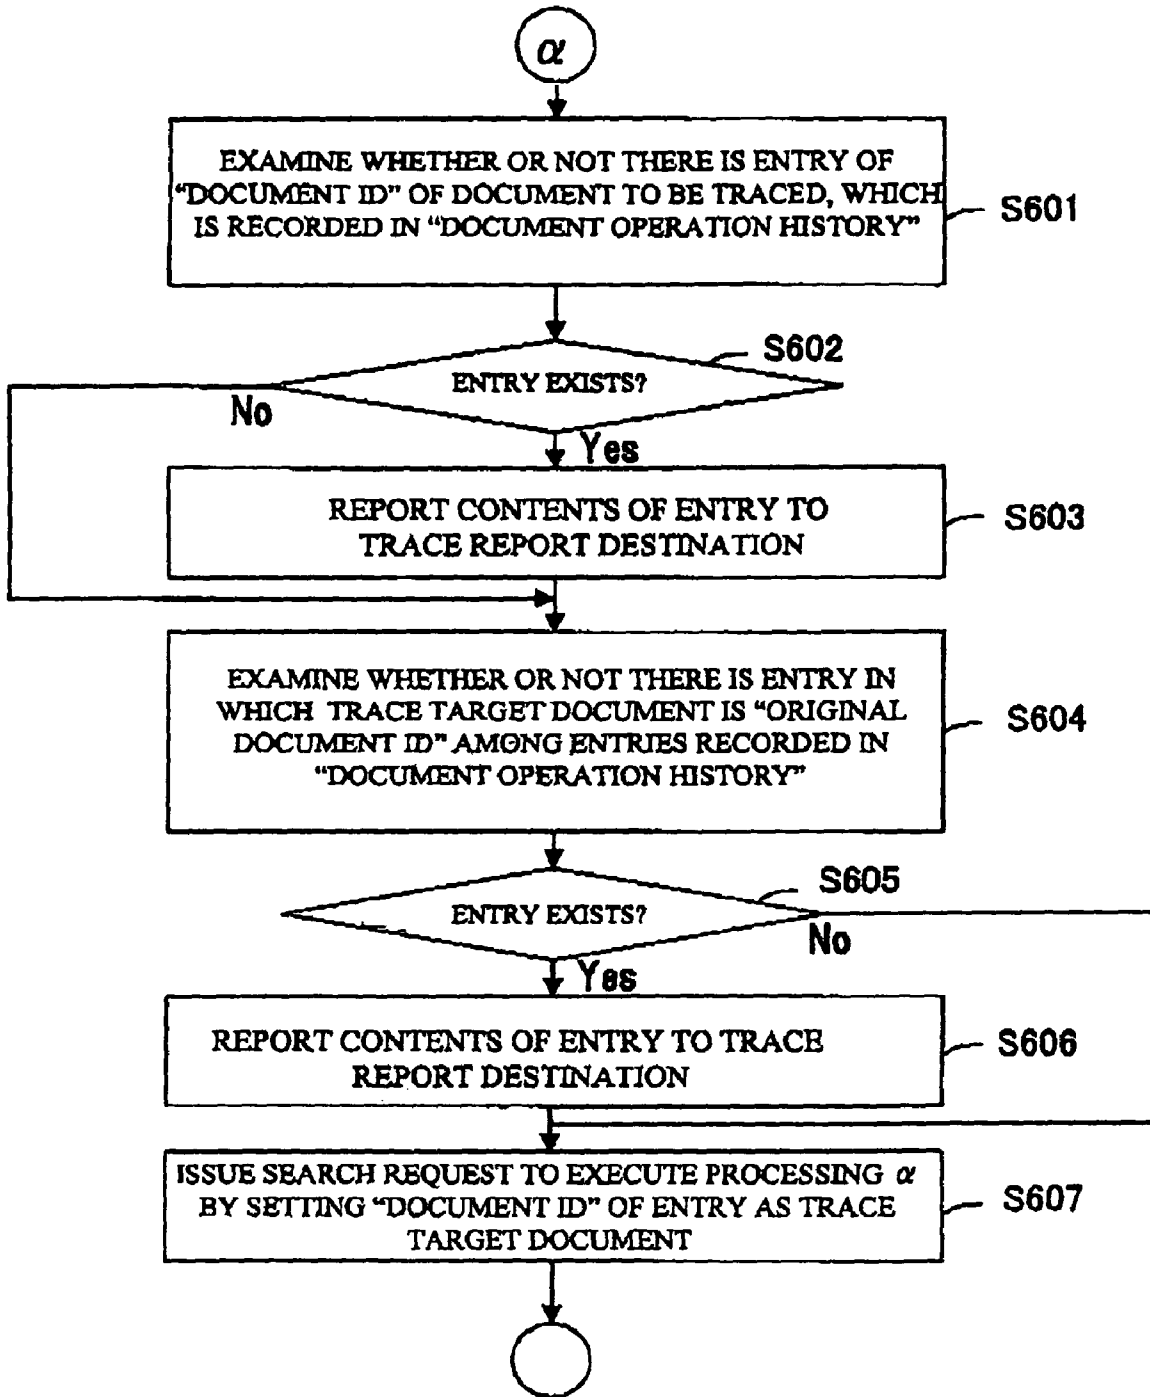 α
EXAMINE WHETHER OR NOT THERE IS ENTRY OF
"DOCUMENT ID" OF DOCUMENT TO BE TRACED, WHICH
IS RECORDED IN "DOCUMENT OPERATION HISTORY"
S601
S602
ENTRY EXISTS?
No
Yes
REPORT CONTENTS OF ENTRY TO
TRACE REPORT DESTINATION
S603
EXAMINE WHETHER OR NOT THERE IS ENTRY IN
WHICH TRACE TARGET DOCUMENT IS "ORIGINAL
DOCUMENT ID" AMONG ENTRIES RECORDED IN
"DOCUMENT OPERATION HISTORY"
S604
S605
ENTRY EXISTS?
No
Yes
REPORT CONTENTS OF ENTRY TO TRACE
REPORT DESTINATION
S606
ISSUE SEARCH REQUEST TO EXECUTE PROCESSING α
BY SETTING "DOCUMENT ID" OF ENTRY AS TRACE
TARGET DOCUMENT
S607